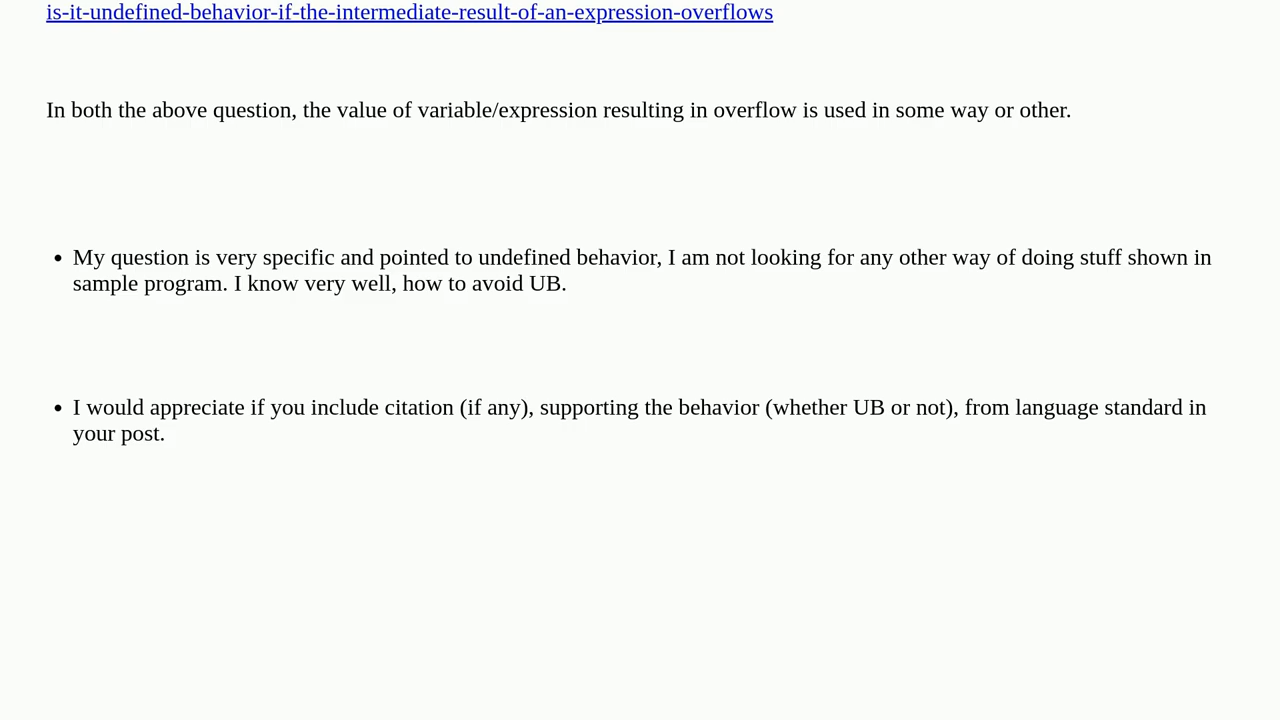 is-it-undefined-behavior-if-the-intermediate-result-of-an-expression-overflows
In both the above question, the value of variable/expression resulting in overflow is used in some way or other.
• My question is very specific and pointed to undefined behavior, I am not looking for any other way of doing stuff shown in
sample program. I know very well, how to avoid UB.
• I would appreciate if you include citation (if any), supporting the behavior (whether UB or not), from language standard in
your post.